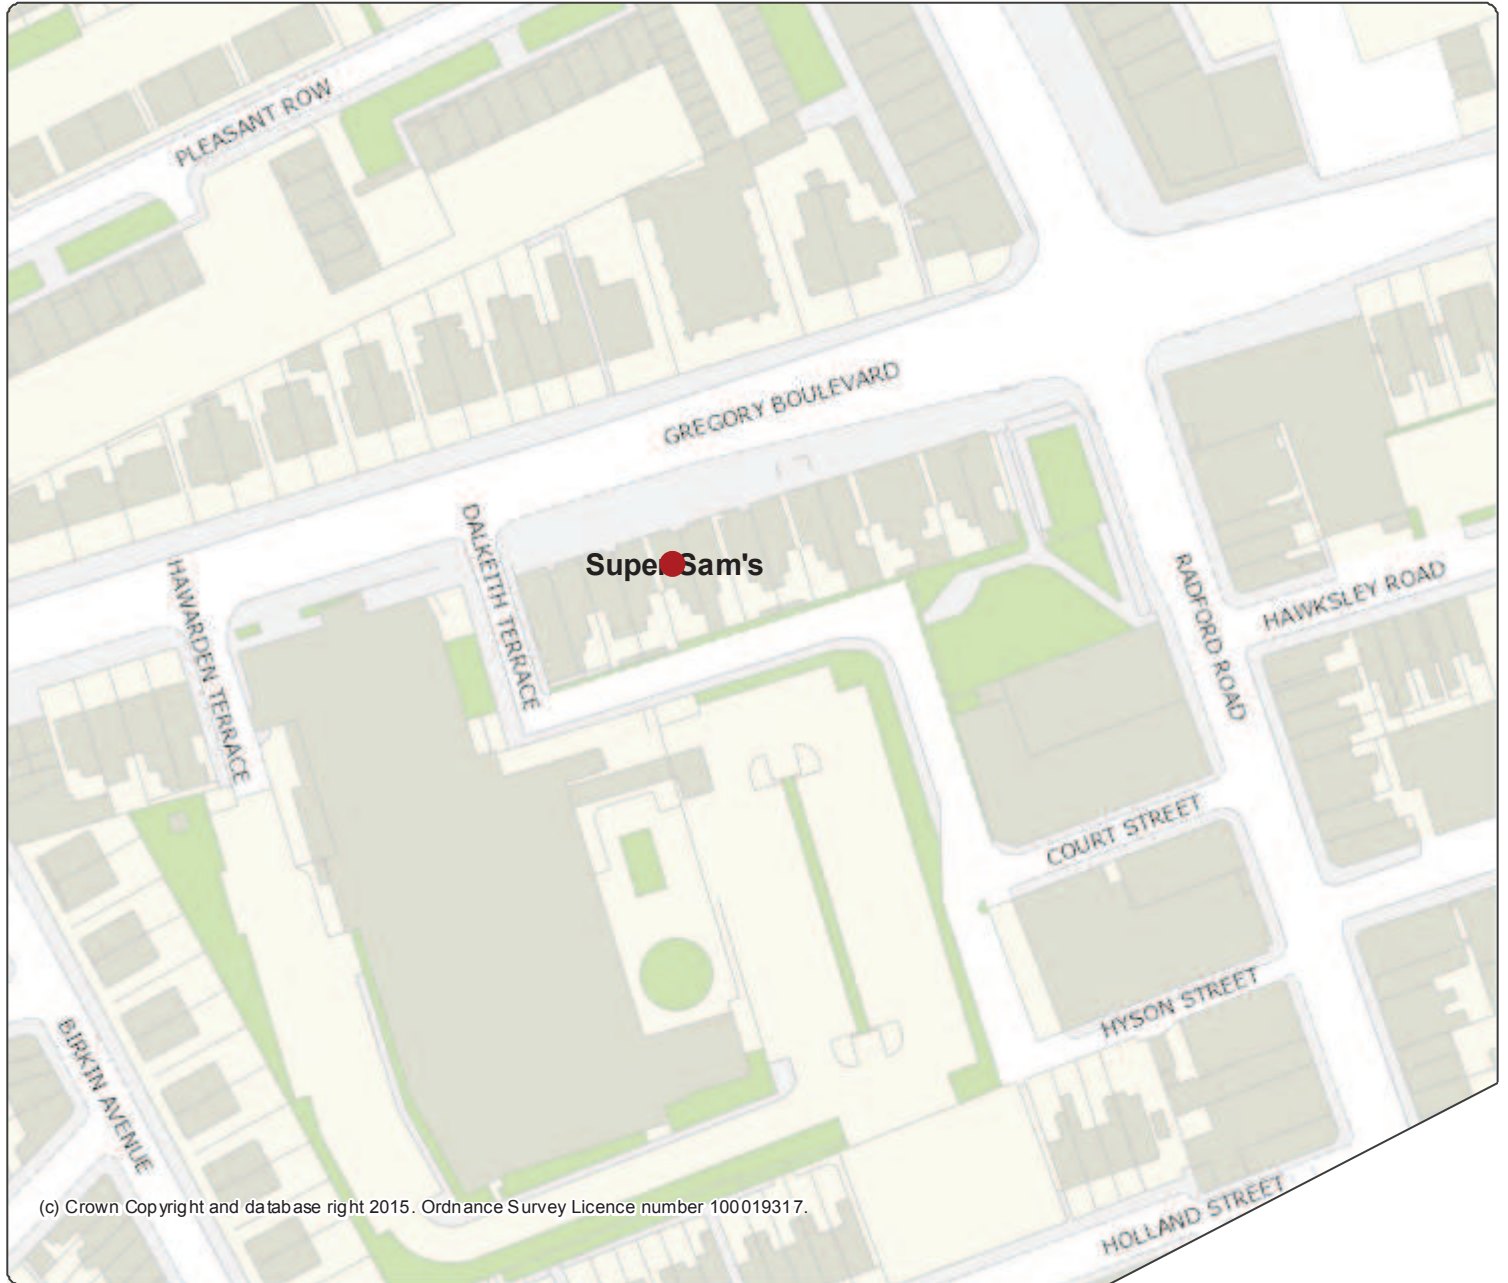 PLEASANT ROW
GREGORY BOULEVARD
DALKEITH TERRACE
Super Sam's
HAWARDEN TERRACE
RADFORD ROAD
HAWKSLEY ROAD
COURT STREET
HYSON STREET
BIRKIN AVENUE
(c) Crown Copyright and database right 2015. Ordnance Survey Licence number 100019317.
HOLLAND STREET